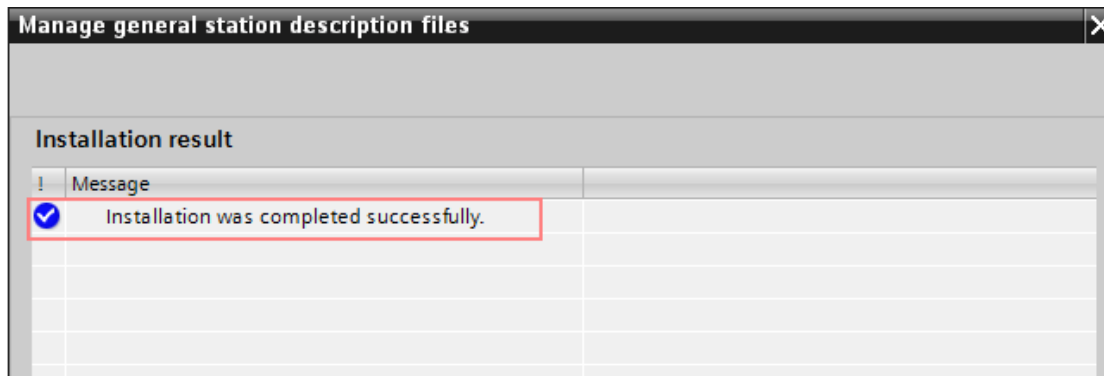 Manage general station description files
Installation result
! Message
Installation was completed successfully.